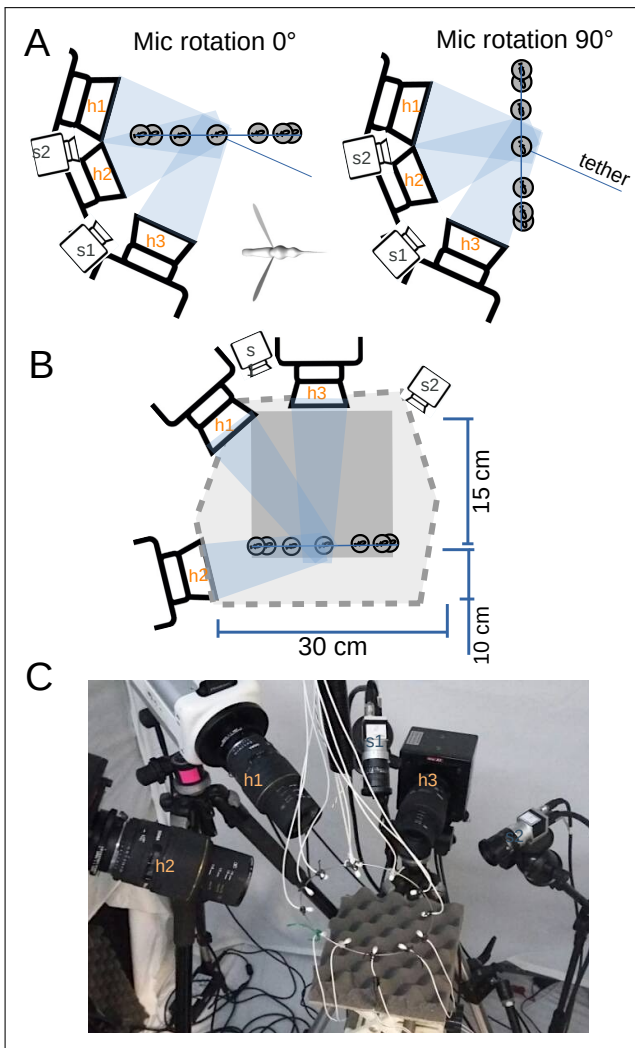 A
Mic rotation 0°
Mic rotation 90°
h1
h1
s2
s2
h2
h2
tether
h3
h3
s1
s1
B
s
s2
h3
h1
15 cm
h2
10 cm
30 cm
C
s1
h1
h3
h2